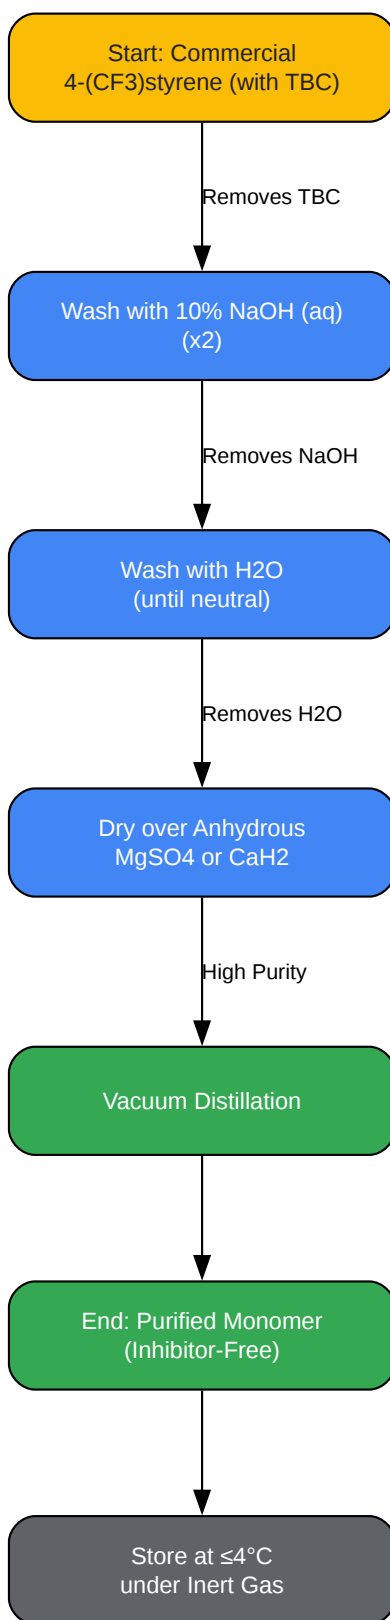 Start: Commercial
4-(CF3)styrene (with TBC)
Removes TBC
Wash with 10% NaOH (aq)
(x2)
Removes NaOH
Wash with H2O
(until neutral)
Removes H2O
Dry over Anhydrous
MgSO4 or CaH2
High Purity
Vacuum Distillation
End: Purified Monomer
(Inhibitor-Free)
Store at ≤4°C
under Inert Gas